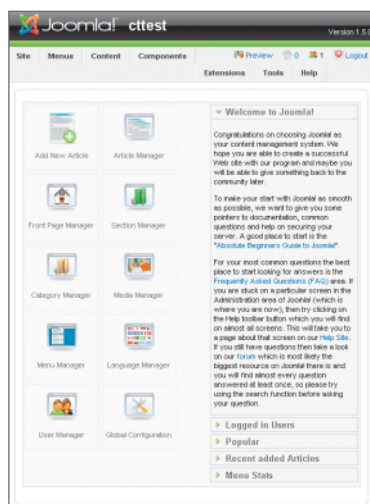 Joomla! cttest
Version 1.5.
Site Menus Content Components Preview 0 1 Logout
Extensions Tools Help
Add New Article Article Manager
Front Page Manager Section Manager
Category Manager Media Manager
Menu Manager Language Manager
User Manager Global Configuration
Welcome to Joomla!
Congratulations on choosing Joomla! as
your content management system. We
hope you are able to create a successful
Web site with our program and maybe you
will be able to give something back to the
community later.
To make your start with Joomla! as smooth
as possible, we want to give you some
pointers to documentation, common
questions and help on securing your
server. A good place to start is the
"Absolute Beginners Guide to Joomla!".
For your most common questions the best
place to start looking for answers is the
Frequently Asked Questions (FAQ) area. If
you are stuck on a particular screen in the
Administration area of Joomla! (which is
where you are now), then try clicking on
the Help toolbar button which you will find
on almost all screens. This will take you to
a page about that screen on our Help Site.
If you still have questions then take a look
on our forum which is most likely the
biggest resource on Joomla! there is and
you will find almost every question
answered at least once, so please try
using the search function before asking
your question.
Logged in Users
Popular
Recent added Articles
Menu Stats